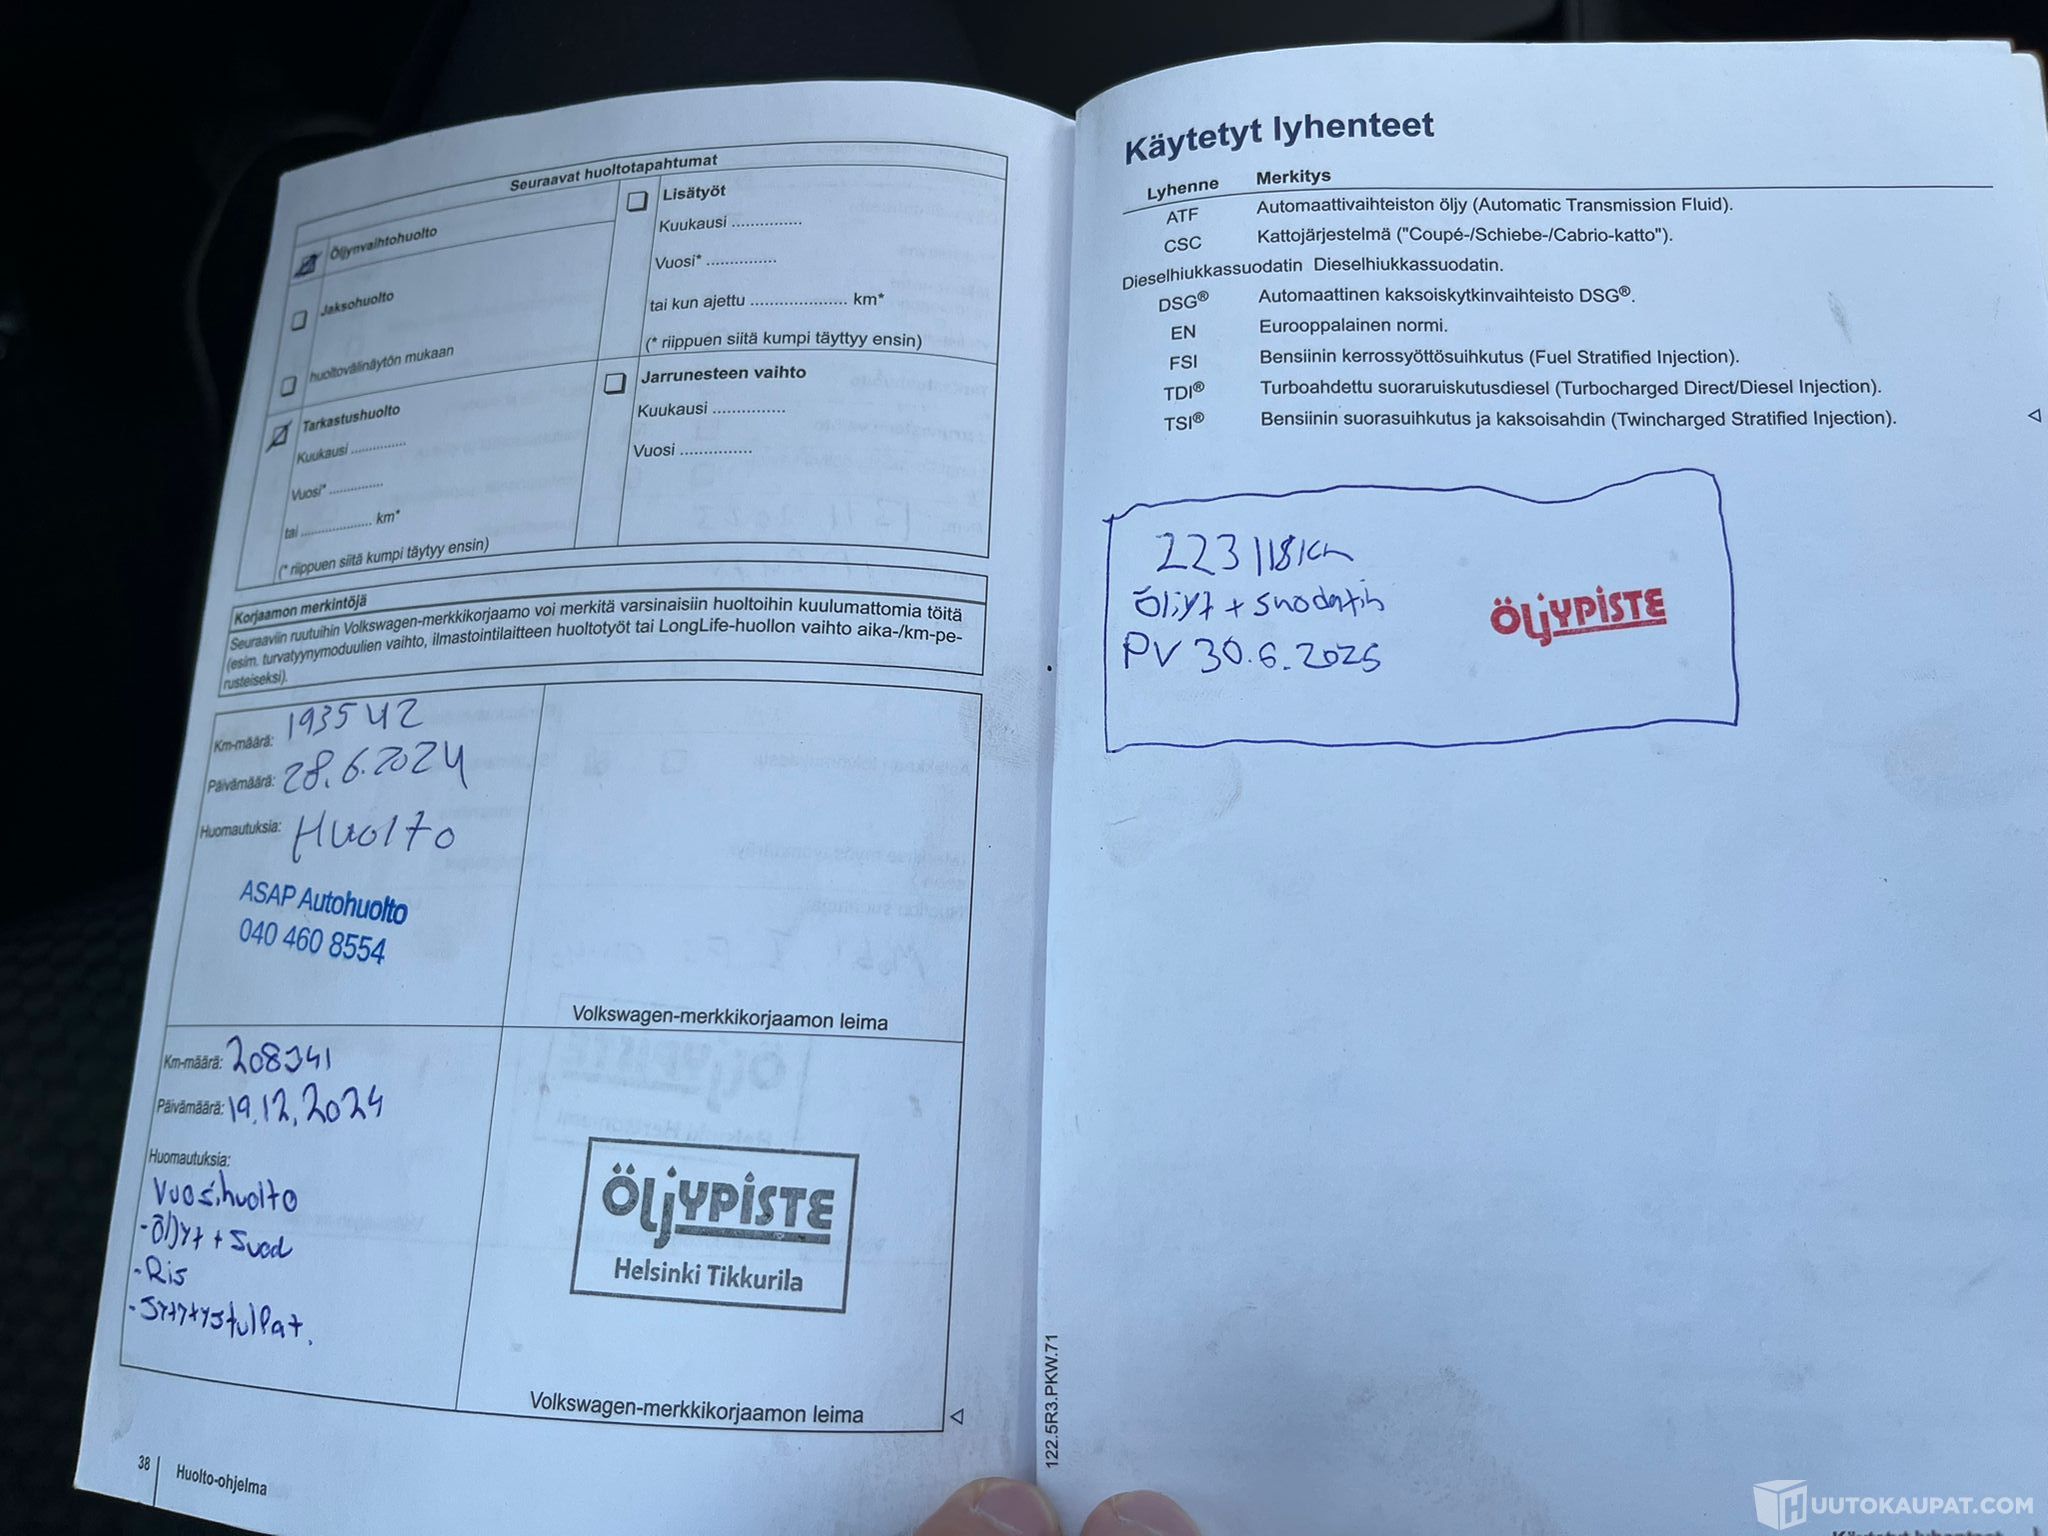 Seuraavat huoltotapahtumat
Öljynvaihtohuolto
Jaksohuolto
huoltovälinäytön mukaan
Tarkastushuolto
Kuukausi ..............
Vuosi* ..............
tai .................. km*
(* riippuen siitä kumpi täytyy ensin)
Lisätyöt
Kuukausi ..............
Vuosi* ..............
tai kun ajettu ................... km*
(* riippuen siitä kumpi täyttyy ensin)
Jarrunesteen vaihto
Kuukausi ..............
Vuosi ..............
Korjaamon merkintöjä
Seuraaviin ruutuihin Volkswagen-merkkikorjaamo voi merkitä varsinaisiin huoltoihin kuulumattomia töitä
(esim. turvatyynymoduulien vaihto, ilmastointilaitteen huoltotyöt tai LongLife-huollon vaihto aika-/km-pe-
rusteiseksi).
Km-määrä: 193542
Päivämäärä: 28.6.2024
Huomautuksia: Huolto
ASAP Autohuolto
040 460 8554
Volkswagen-merkkikorjaamon leima
Km-määrä: 208341
Päivämäärä: 19.12.2024
Huomautuksia:
Vuosihuolto
- öljyt + suod
- Ris
- Sytytystulpat.
ÖLJYPISTE
Helsinki Tikkurila
Volkswagen-merkkikorjaamon leima
38 Huolto-ohjelma
Käytetyt lyhenteet
Lyhenne Merkitys
ATF Automaattivaihteiston öljy (Automatic Transmission Fluid).
CSC Kattojärjestelmä ("Coupé-/Schiebe-/Cabrio-katto").
Dieselhiukkassuodatin Dieselhiukkassuodatin.
DSG® Automaattinen kaksoiskytkinvaihteisto DSG®.
EN Eurooppalainen normi.
FSI Bensiinin kerrossyöttösuihkutus (Fuel Stratified Injection).
TDI® Turboahdettu suoraruiskutusdiesel (Turbocharged Direct/Diesel Injection).
TSI® Bensiinin suorasuihkutus ja kaksoisahdin (Twincharged Stratified Injection).
223118km
Öljyt + suodatin
PV 30.6.2025
ÖLJYPISTE
122.5R3.PKW.71
HUUTOKAUPAT.COM